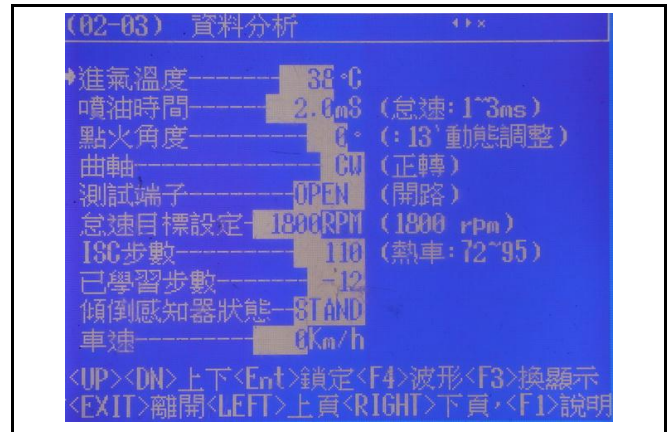 (02-03) 資料分析
進氣溫度-------- 38 °C
噴油時間-------- 2.0mS (怠速:1~3ms)
點火角度-------- 0° (:13`動態調整)
曲軸------------ CW (正轉)
測試端子-------- OPEN (開路)
怠速目標設定- 1800RPM (1800 rpm)
ISC步數--------- 110 (熱車:72~95)
已學習步數------ -12
傾倒感知器狀態--STAND
車速---------- 0Km/h
<UP><DN>上下<Ent>鎖定<F4>波形<F3>換顯示
<EXIT>離開<LEFT>上頁<RIGHT>下頁,<F1>說明